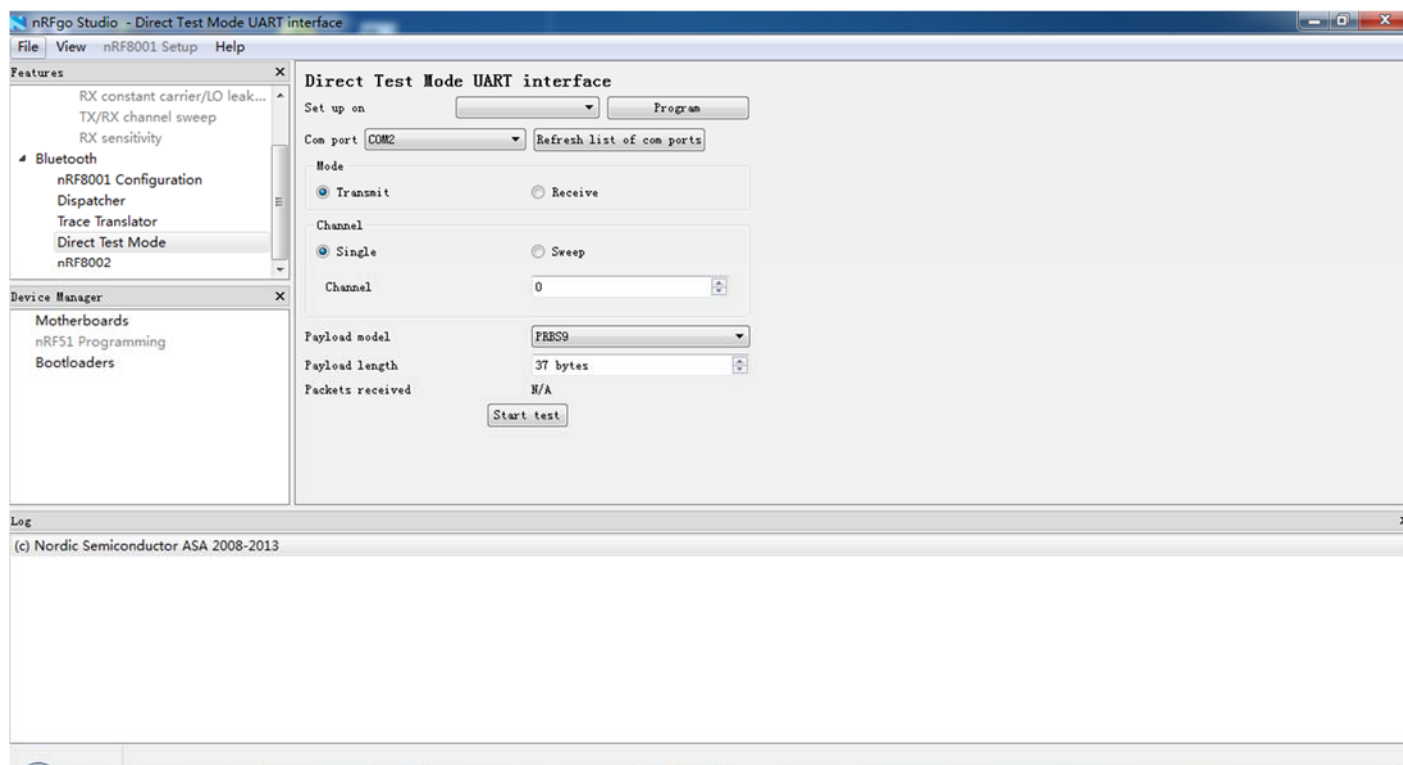 nRFgo Studio - Direct Test Mode UART interface
File View nRF8001 Setup Help
Features
RX constant carrier/LO leak...
TX/RX channel sweep
RX sensitivity
Bluetooth
nRF8001 Configuration
Dispatcher
Trace Translator
Direct Test Mode
nRF8002
Device Manager
Motherboards
nRF51 Programming
Bootloaders
Direct Test Mode UART interface
Set up on Program
Com port COM2 Refresh list of com ports
Mode
Transmit Receive
Channel
Single Sweep
Channel 0
Payload model PRBS9
Payload length 37 bytes
Packets received N/A
Start test
Log
(c) Nordic Semiconductor ASA 2008-2013